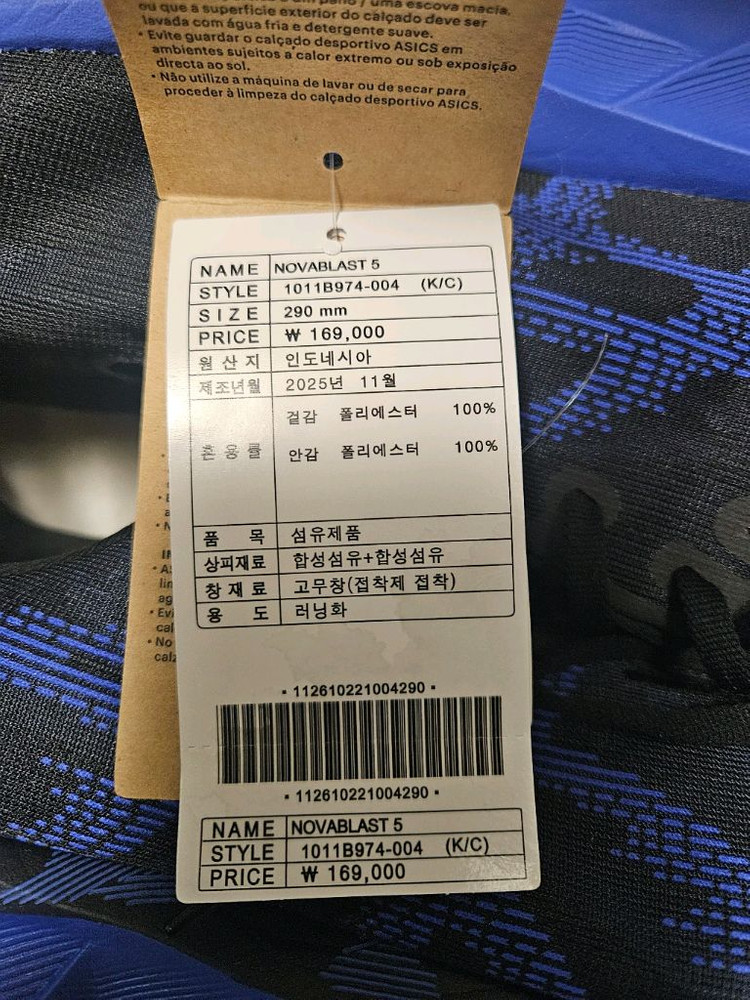 ou que a superfície exterior do calçado deve ser
lavada com água fria e detergente suave.
• Evite guardar o calçado desportivo ASICS em
ambientes sujeitos a calor extremo ou sob exposição
directa ao sol.
• Não utilize a máquina de lavar ou de secar para
proceder à limpeza do calçado desportivo ASICS.
NAME NOVABLAST 5
STYLE 1011B974-004 (K/C)
SIZE 290 mm
PRICE ₩ 169,000
원 산 지 인도네시아
제조년월 2025년 11월
겉감 폴리에스터 100%
혼 용 률 안감 폴리에스터 100%
품 목 섬유제품
상피재료 합성섬유+합성섬유
창 재 료 고무창(접착제 접착)
용 도 러닝화
• 112610221004290 •
• 112610221004290 •
NAME NOVABLAST 5
STYLE 1011B974-004 (K/C)
PRICE ₩ 169,000